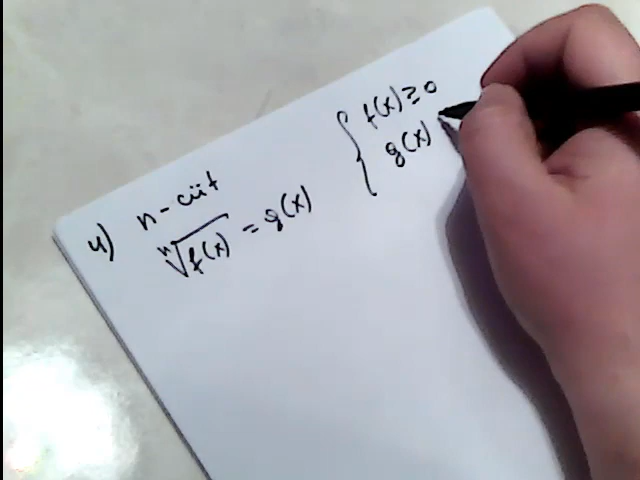 4) n - cüt
ⁿ√f(x) = g(x)
{ f(x) ≥ 0
g(x)